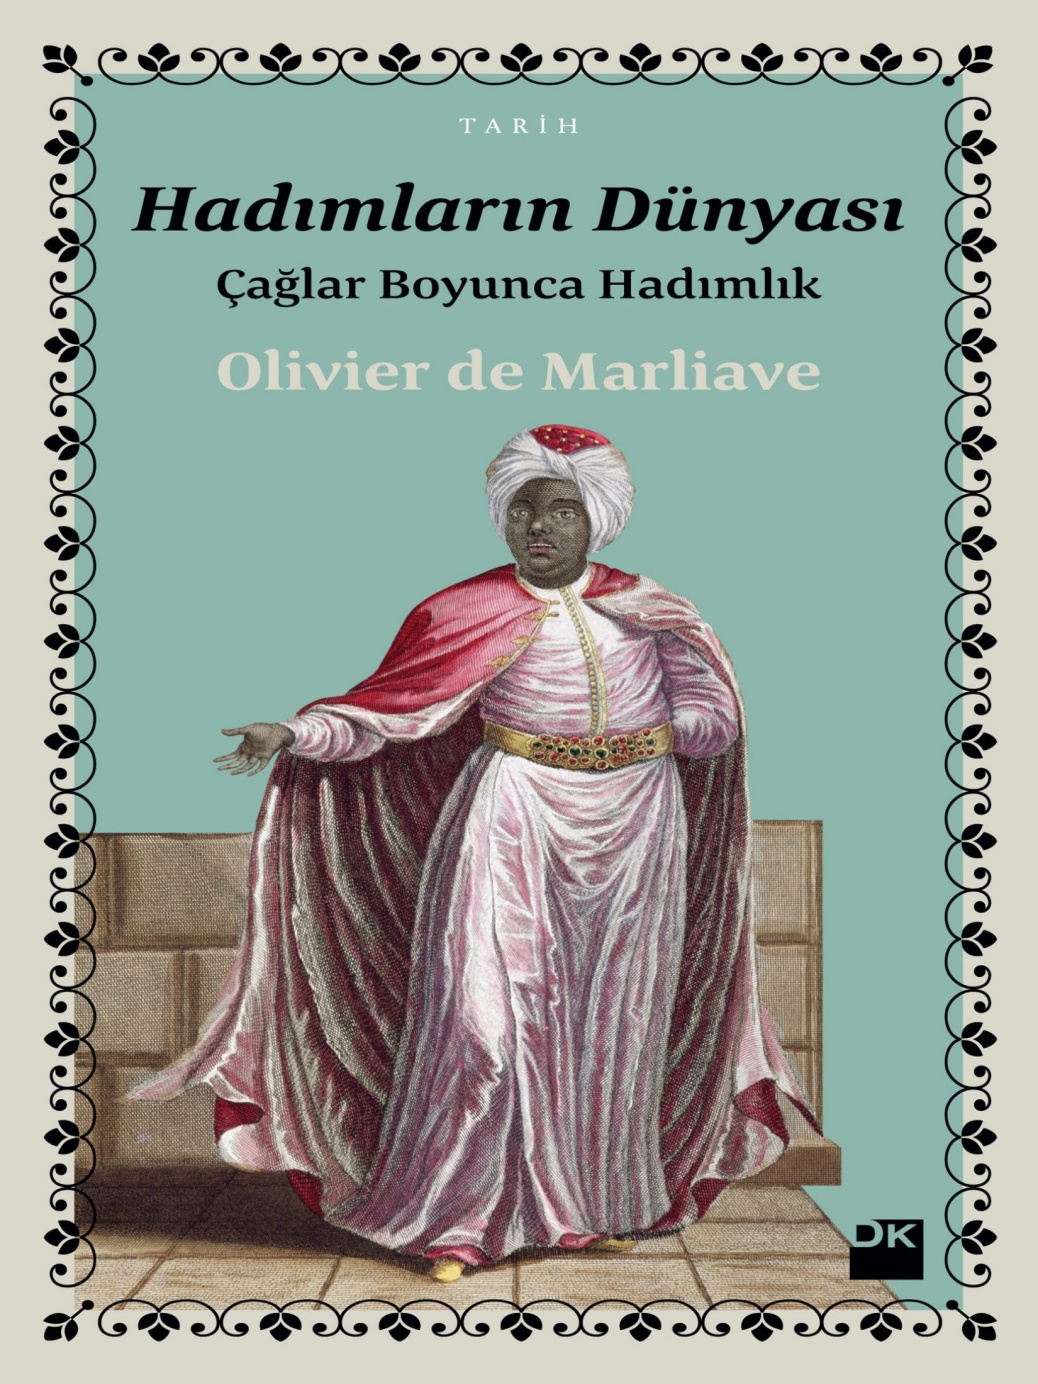 TARİH
Hadımların Dünyası
Çağlar Boyunca Hadımlık
Olivier de Marliave
DK